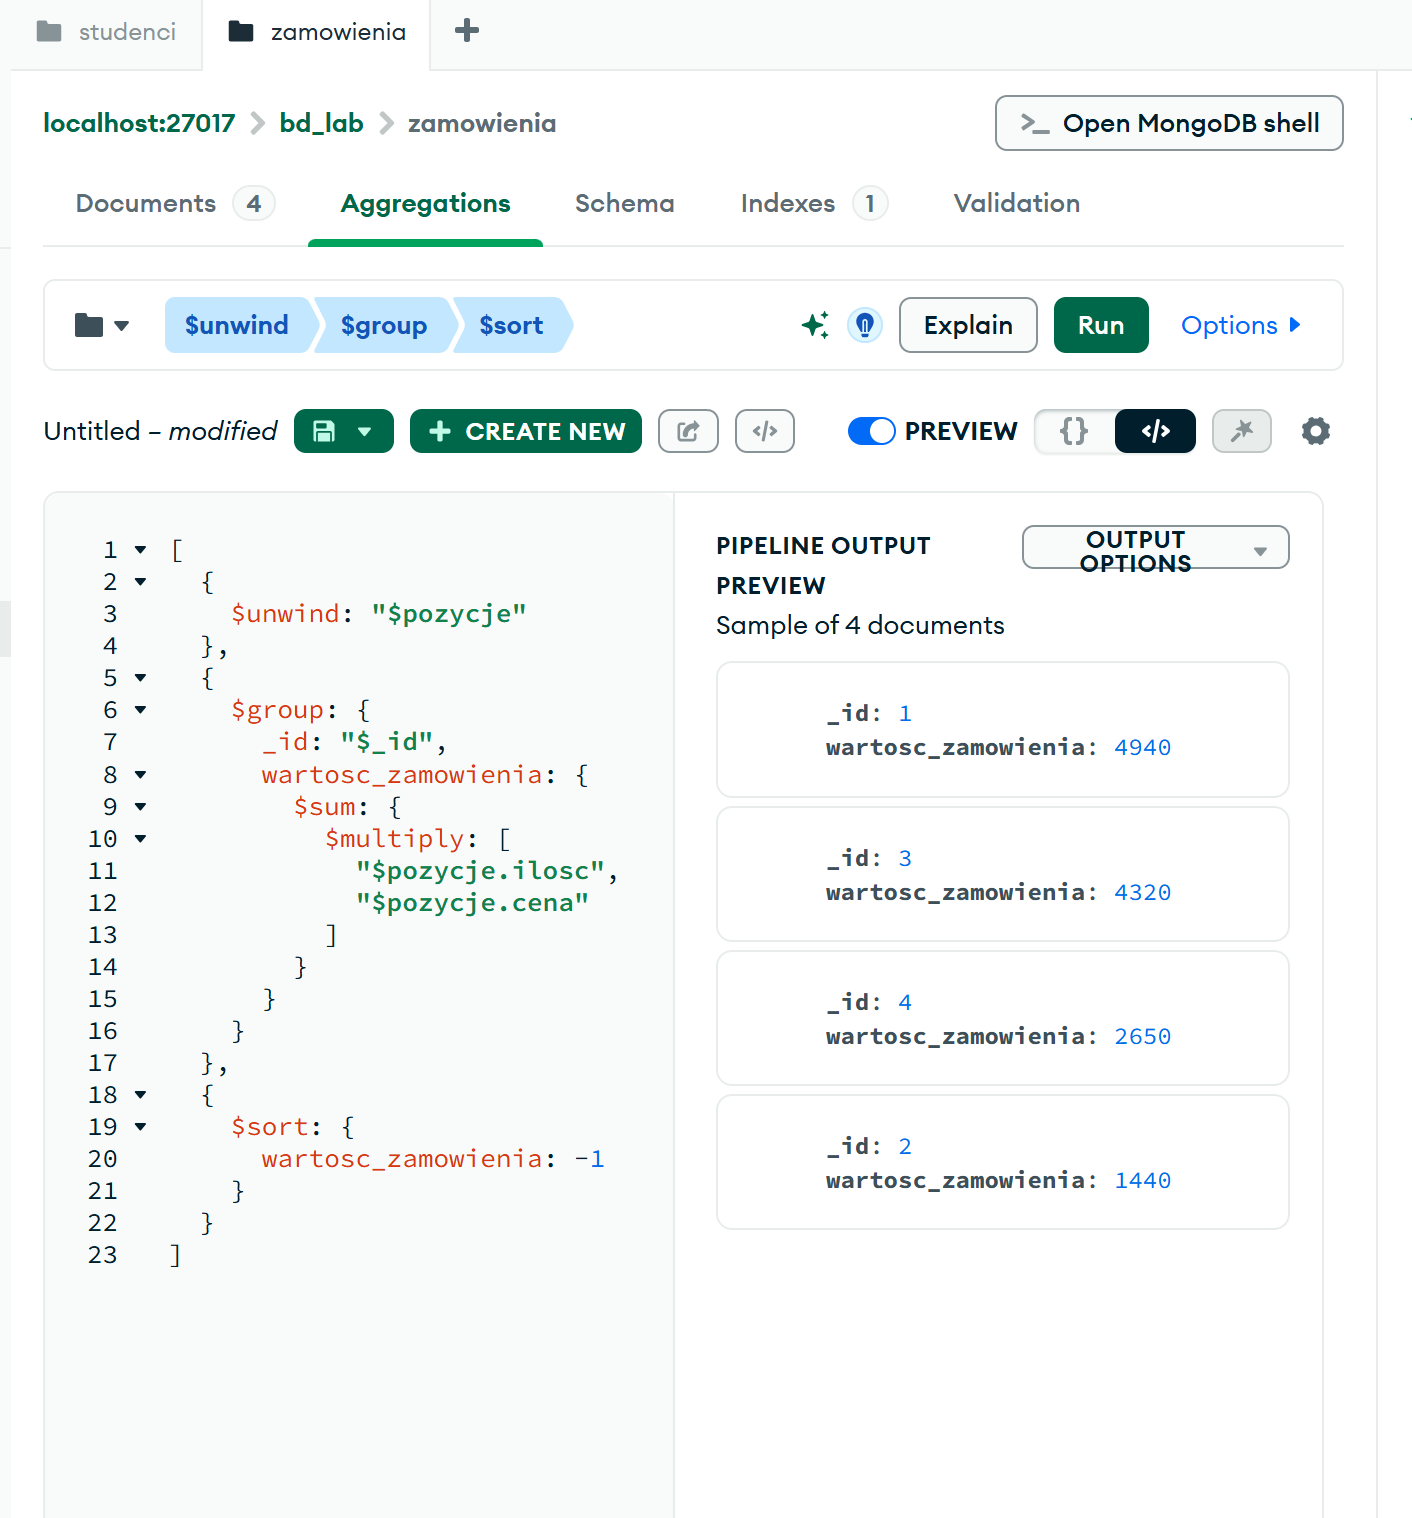 studenci zamowienia
localhost:27017 bd_lab zamowienia
>_ Open MongoDB shell
Documents 4 Aggregations Schema Indexes 1 Validation
$unwind $group $sort
Explain Run Options
Untitled – modified
+ CREATE NEW
PREVIEW
1 [
2 {
3 $unwind: "$pozycje"
4 },
5 {
6 $group: {
7 _id: "$_id",
8 wartosc_zamowienia: {
9 $sum: {
10 $multiply: [
11 "$pozycje.ilosc",
12 "$pozycje.cena"
13 ]
14 }
15 }
16 }
17 },
18 {
19 $sort: {
20 wartosc_zamowienia: -1
21 }
22 }
23 ]
PIPELINE OUTPUT
PREVIEW
OUTPUT
OPTIONS
Sample of 4 documents
_id: 1
wartosc_zamowienia: 4940
_id: 3
wartosc_zamowienia: 4320
_id: 4
wartosc_zamowienia: 2650
_id: 2
wartosc_zamowienia: 1440